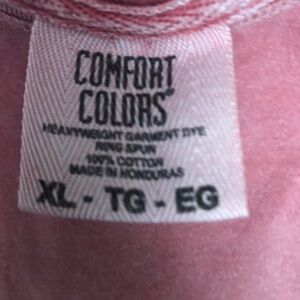 COMFORT
COLORS®
HEAVYWEIGHT GARMENT DYE
RING SPUN
100% COTTON
MADE IN HONDURAS
XL - TG - EG